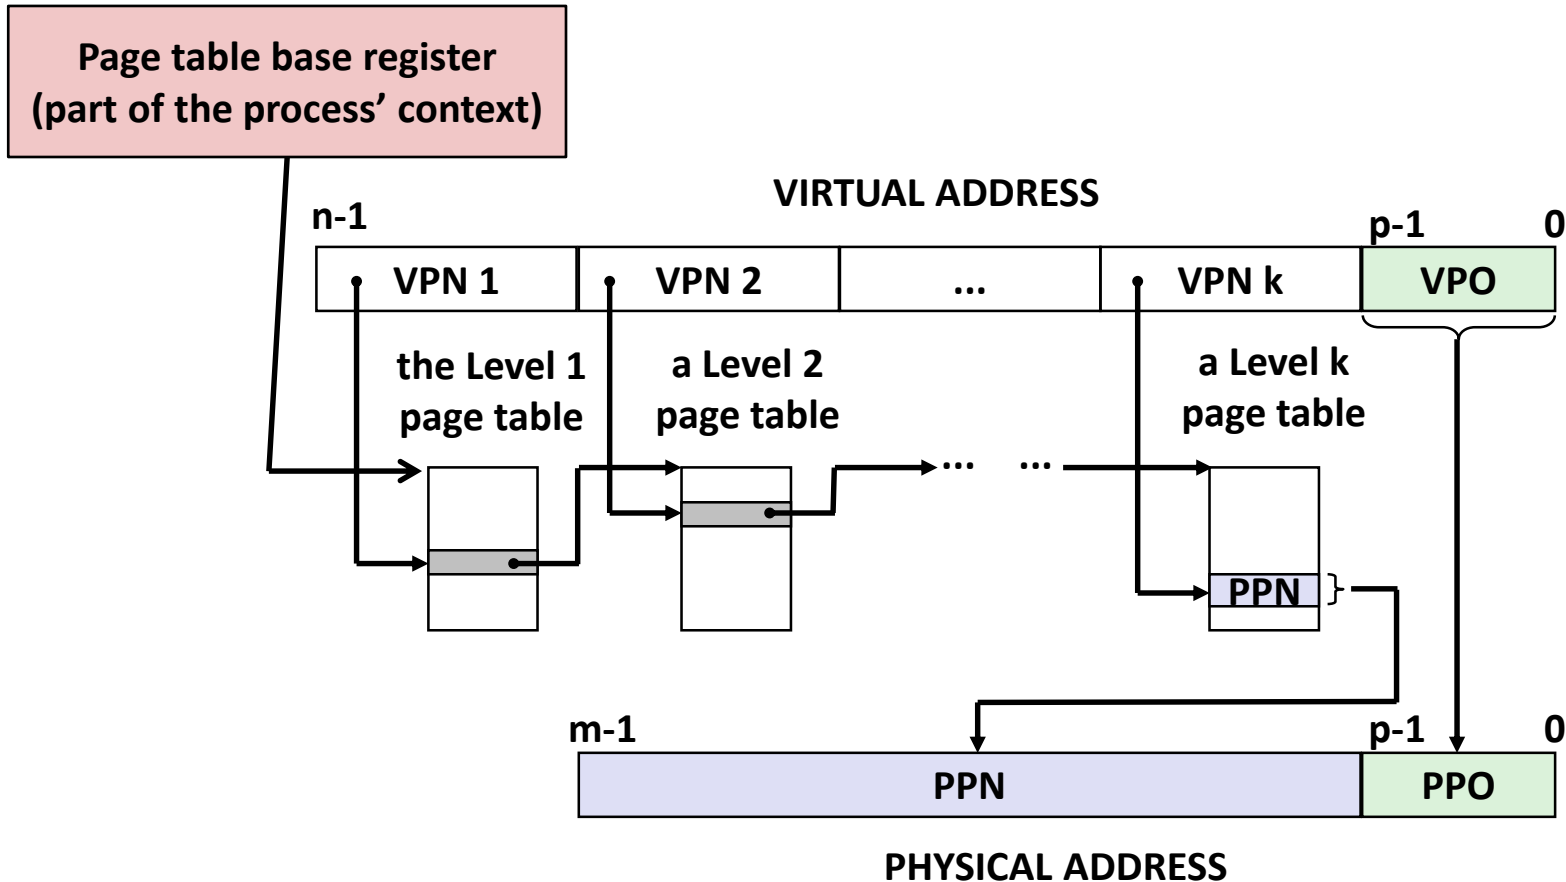 Page table base register
(part of the process’ context)
VIRTUAL ADDRESS
n-1
p-1
0
VPN 1
VPN 2
...
VPN k
VPO
the Level 1
page table
a Level 2
page table
a Level k
page table
...
...
PPN
m-1
p-1
0
PPN
PPO
PHYSICAL ADDRESS